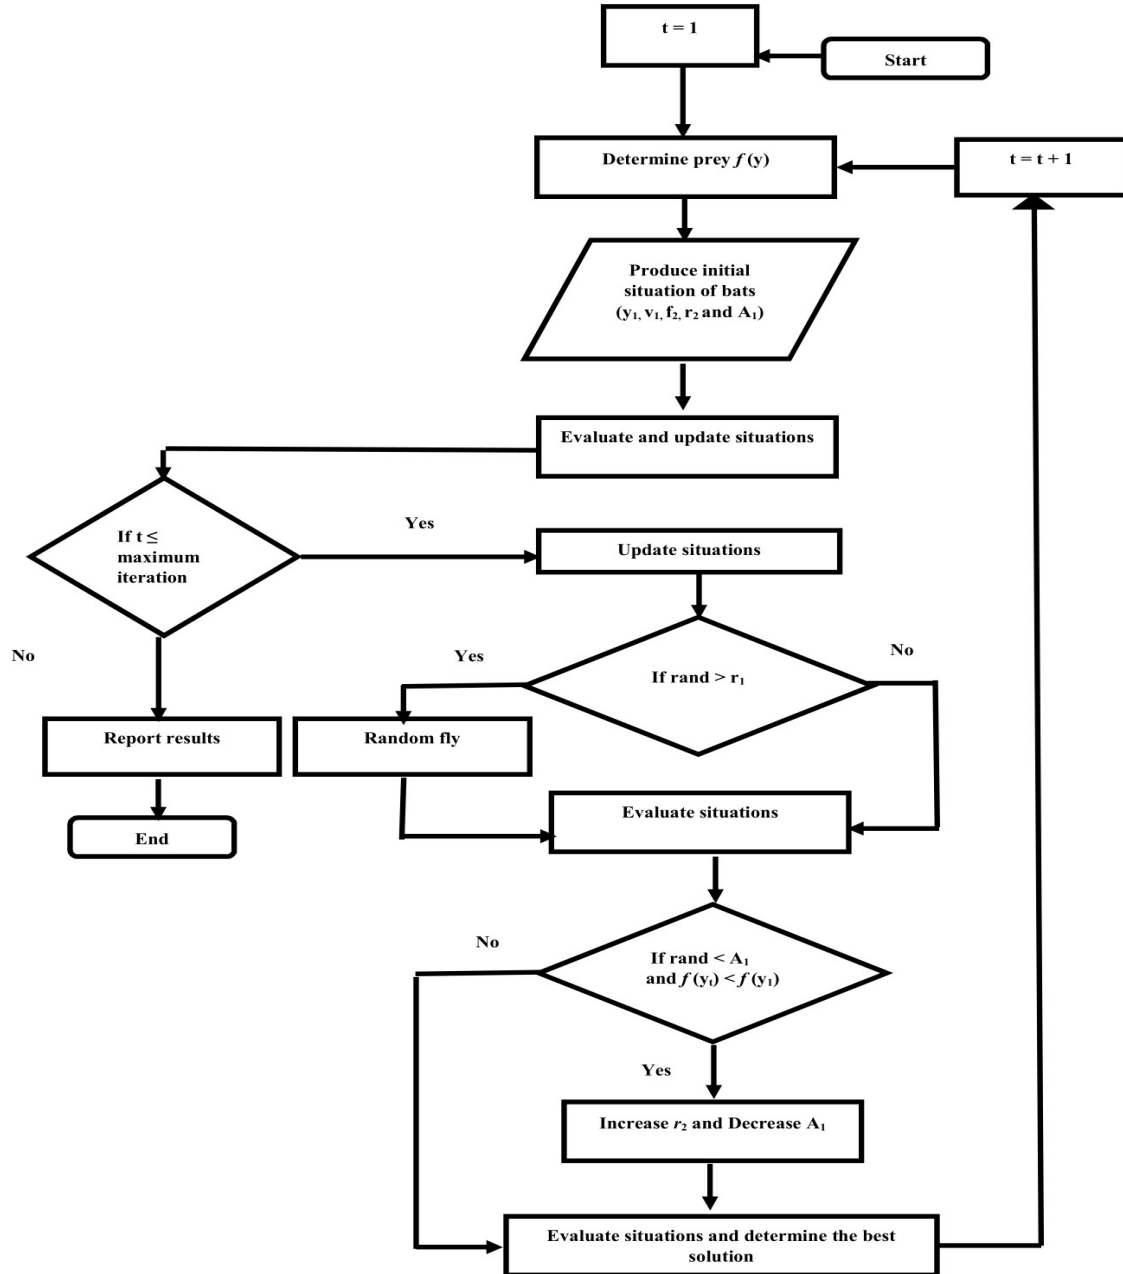 t = 1
Start
Determine prey f (y)
t = t + 1
Produce initial
situation of bats
(y₁, v₁, f₂, r₂ and A₁)
Evaluate and update situations
If t ≤
maximum
iteration
Yes
Update situations
No
Yes
If rand > r₁
No
Report results
Random fly
End
Evaluate situations
No
If rand < A₁
and f (yₜ) < f (y₁)
Yes
Increase r₂ and Decrease A₁
Evaluate situations and determine the best
solution